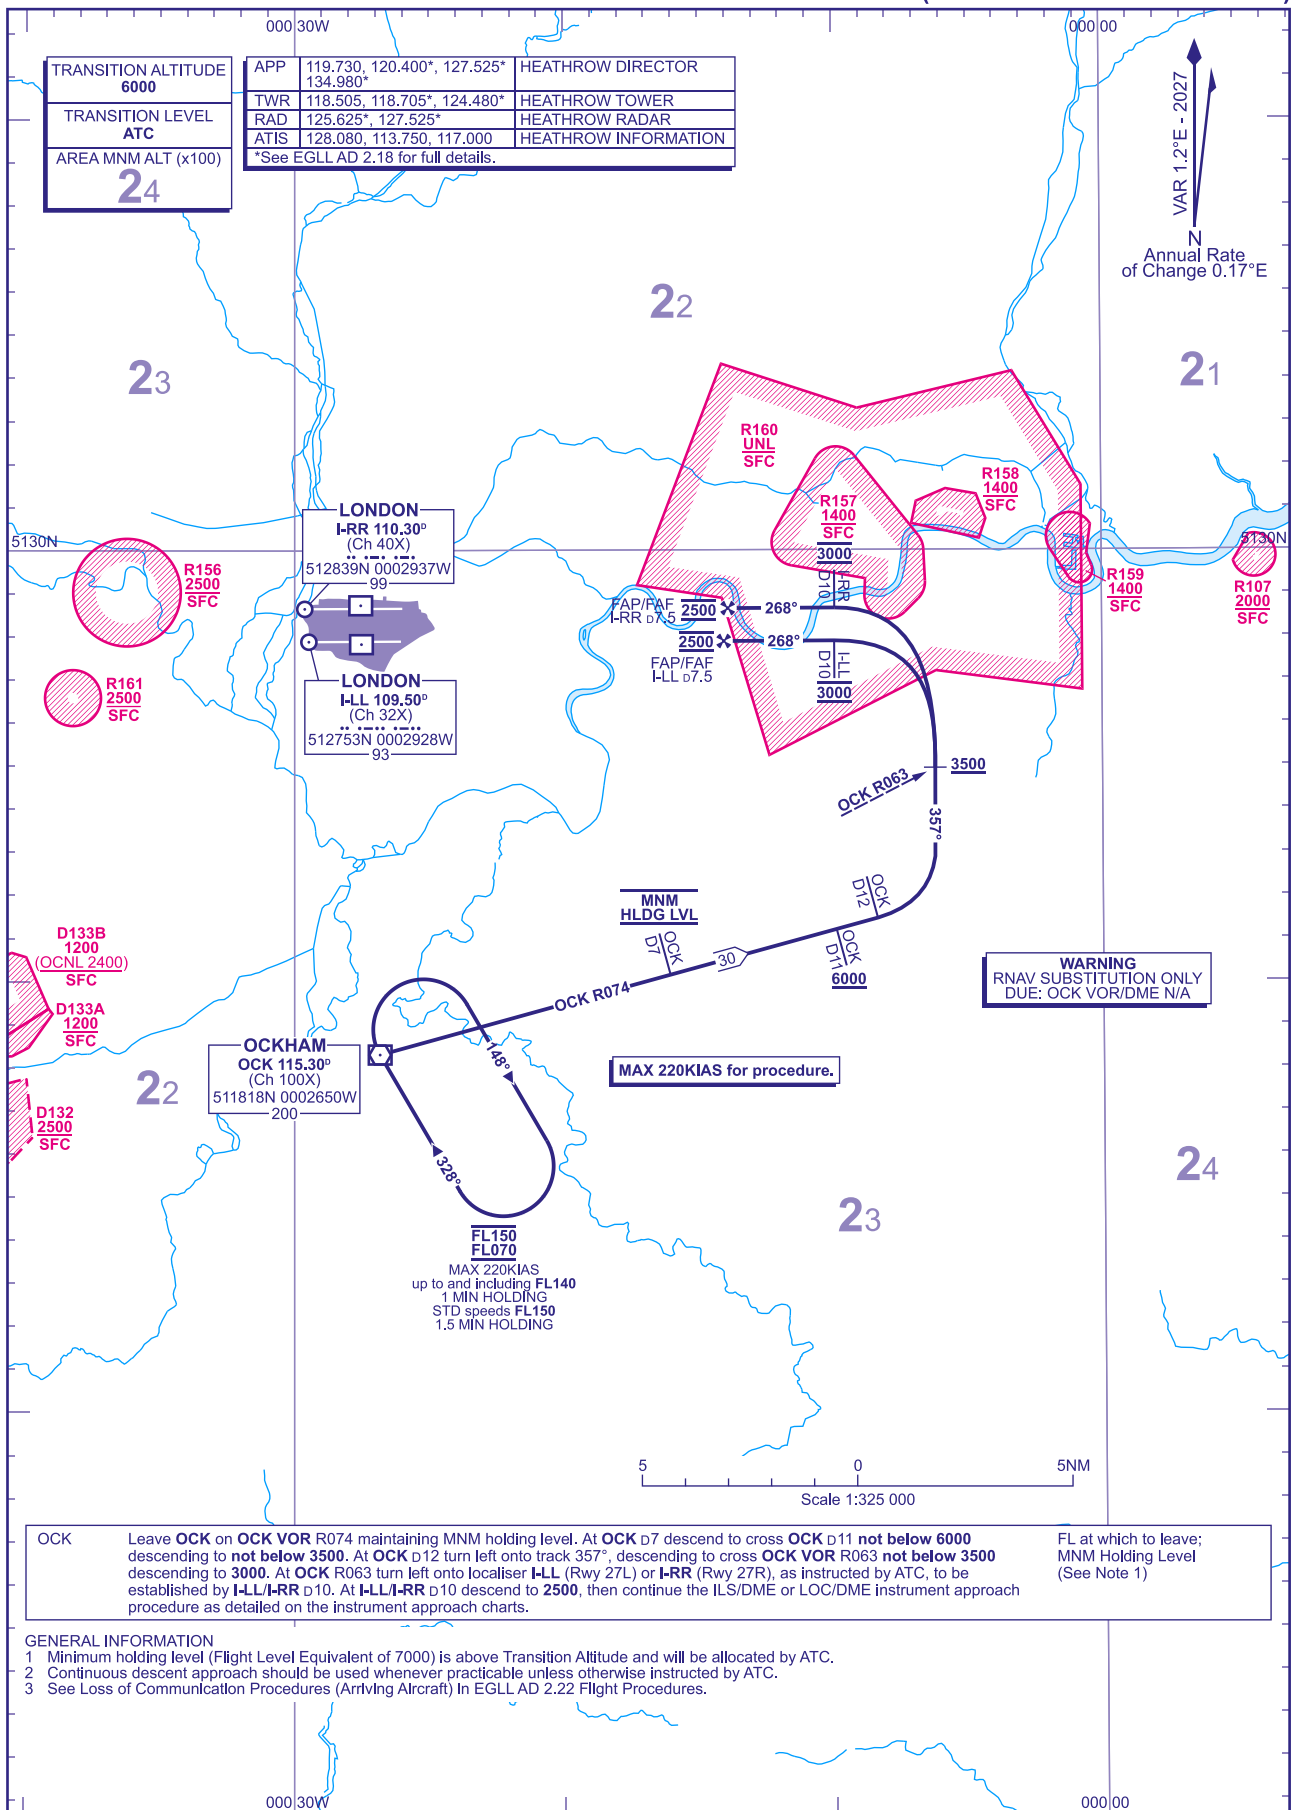 000 30W
000 00
TRANSITION ALTITUDE
6000
TRANSITION LEVEL
ATC
AREA MNM ALT (x100)
24
APP 119.730, 120.400*, 127.525* HEATHROW DIRECTOR
134.980*
TWR 118.505, 118.705*, 124.480* HEATHROW TOWER
RAD 125.625*, 127.525* HEATHROW RADAR
ATIS 128.080, 113.750, 117.000 HEATHROW INFORMATION
*See EGLL AD 2.18 for full details.
VAR 1.2°E - 2027
N
Annual Rate
of Change 0.17°E
22
23
21
R160
UNL
SFC
R157
1400
SFC
R158
1400
SFC
R159
1400
SFC
R107
2000
SFC
5130N
5130N
R156
2500
SFC
R161
2500
SFC
LONDON
I-RR 110.30D
(Ch 40X)
512839N 0002937W
99
LONDON
I-LL 109.50D
(Ch 32X)
512753N 0002928W
93
FAP/FAF
I-RR D7.5
2500
268°
3000
I-RR
D10
2500
268°
FAP/FAF
I-LL D7.5
I-LL
D10
3000
3500
OCK R063
357°
OCK
D12
MNM
HLDG LVL
OCK
D7
30
OCK
D11
6000
OCK R074
WARNING
RNAV SUBSTITUTION ONLY
DUE: OCK VOR/DME N/A
MAX 220KIAS for procedure.
D133B
1200
(OCNL 2400)
SFC
D133A
1200
SFC
D132
2500
SFC
22
OCKHAM
OCK 115.30D
(Ch 100X)
511818N 0002650W
200
148°
328°
24
23
FL150
FL070
MAX 220KIAS
up to and including FL140
1 MIN HOLDING
STD speeds FL150
1.5 MIN HOLDING
5 0 5NM
Scale 1:325 000
OCK Leave OCK on OCK VOR R074 maintaining MNM holding level. At OCK D7 descend to cross OCK D11 not below 6000
descending to not below 3500. At OCK D12 turn left onto track 357°, descending to cross OCK VOR R063 not below 3500
descending to 3000. At OCK R063 turn left onto localiser I-LL (Rwy 27L) or I-RR (Rwy 27R), as instructed by ATC, to be
established by I-LL/I-RR D10. At I-LL/I-RR D10 descend to 2500, then continue the ILS/DME or LOC/DME instrument approach
procedure as detailed on the instrument approach charts.
FL at which to leave;
MNM Holding Level
(See Note 1)
GENERAL INFORMATION
1 Minimum holding level (Flight Level Equivalent of 7000) is above Transition Altitude and will be allocated by ATC.
2 Continuous descent approach should be used whenever practicable unless otherwise instructed by ATC.
3 See Loss of Communication Procedures (Arriving Aircraft) in EGLL AD 2.22 Flight Procedures.
000 30W
000 00